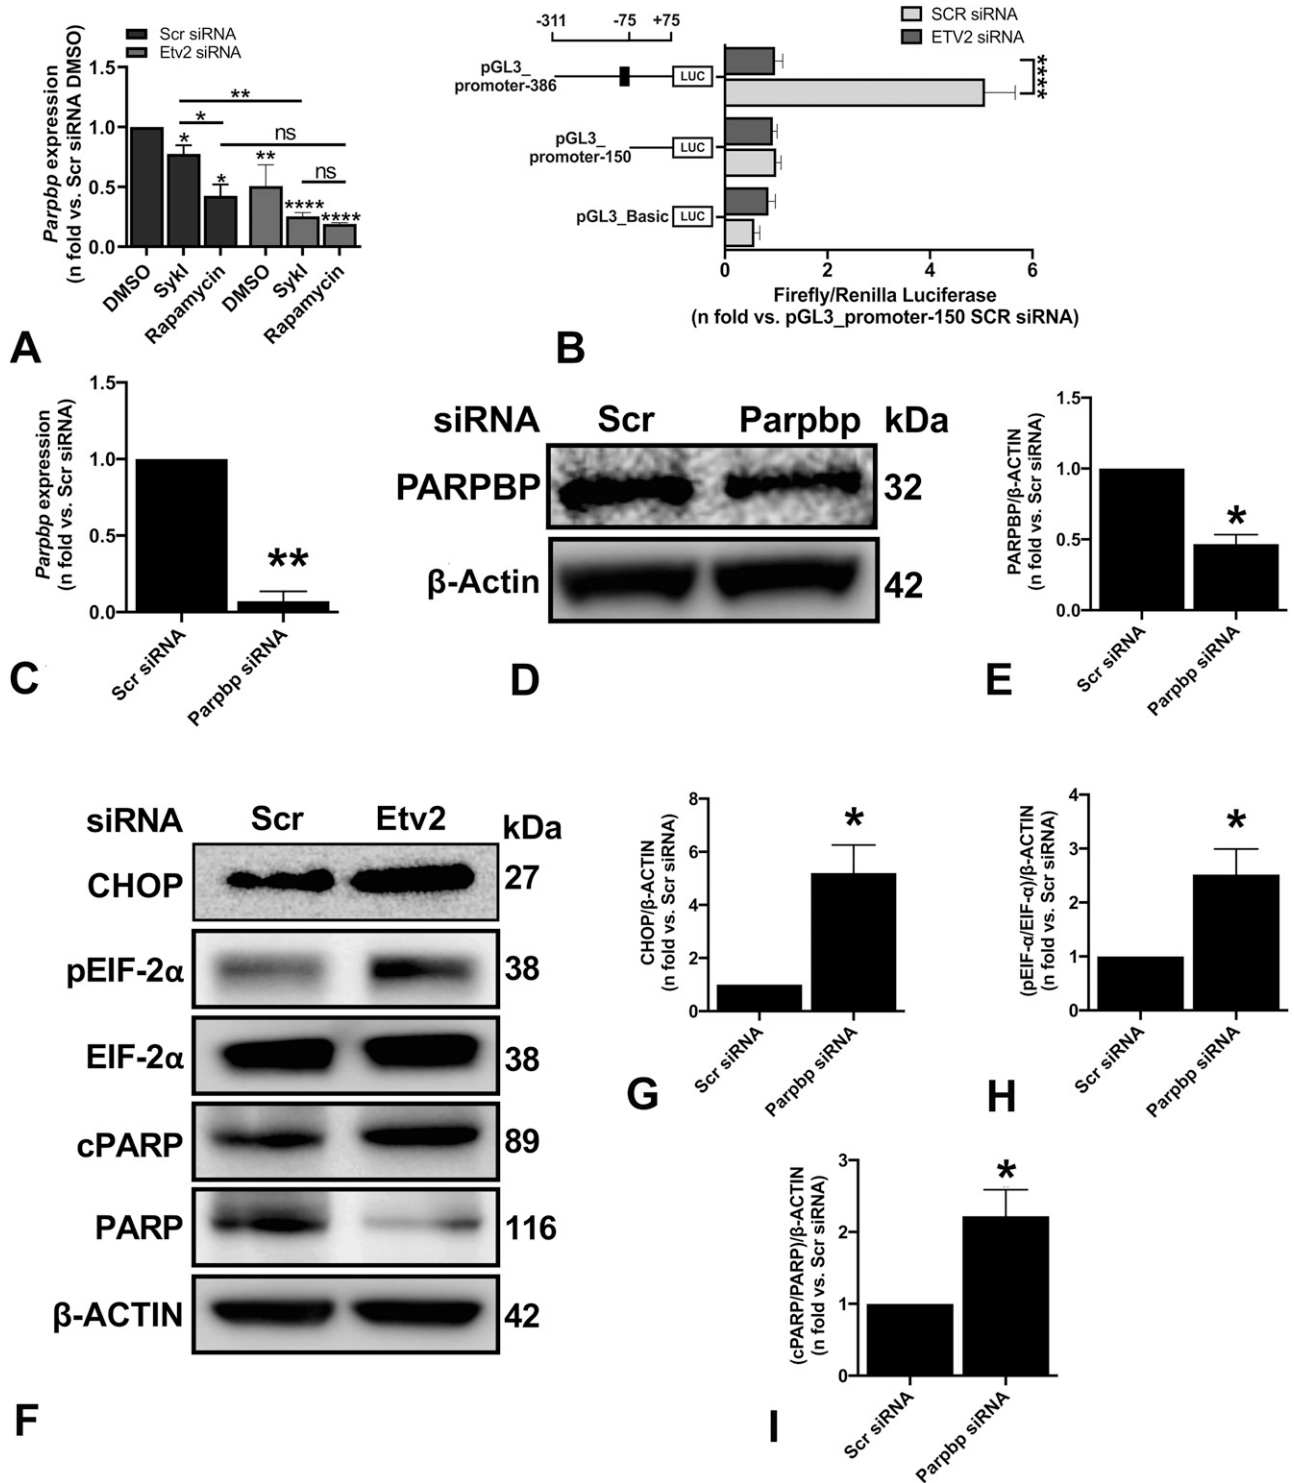 Scr siRNA
Etv2 siRNA
Parpbp expression
(n fold vs. Scr siRNA DMSO)
1.5
1.0
0.5
0.0
**
*
ns
ns
*
*
**
****
****
DMSO
SykI
Rapamycin
DMSO
SykI
Rapamycin
A
-311
-75
+75
SCR siRNA
ETV2 siRNA
pGL3_
promoter-386
LUC
****
pGL3_
promoter-150
LUC
pGL3_Basic
LUC
0
2
4
6
Firefly/Renilla Luciferase
(n fold vs. pGL3_promoter-150 SCR siRNA)
B
Parpbp expression
(n fold vs. Scr siRNA)
1.5
1.0
0.5
0.0
**
Scr siRNA
Parpbp siRNA
C
siRNA
Scr
Parpbp
kDa
PARPBP
32
β-Actin
42
D
PARPBP/β-ACTIN
(n fold vs. Scr siRNA)
1.5
1.0
0.5
0.0
*
Scr siRNA
Parpbp siRNA
E
siRNA
Scr
Etv2
kDa
CHOP
27
pEIF-2α
38
EIF-2α
38
cPARP
89
PARP
116
β-ACTIN
42
F
CHOP/β-ACTIN
(n fold vs. Scr siRNA)
8
6
4
2
0
*
Scr siRNA
Parpbp siRNA
G
(pEIF-α/EIF-α)/β-ACTIN
(n fold vs. Scr siRNA)
4
3
2
1
0
*
Scr siRNA
Parpbp siRNA
H
(cPARP/PARP)/β-ACTIN
(n fold vs. Scr siRNA)
3
2
1
0
*
Scr siRNA
Parpbp siRNA
I